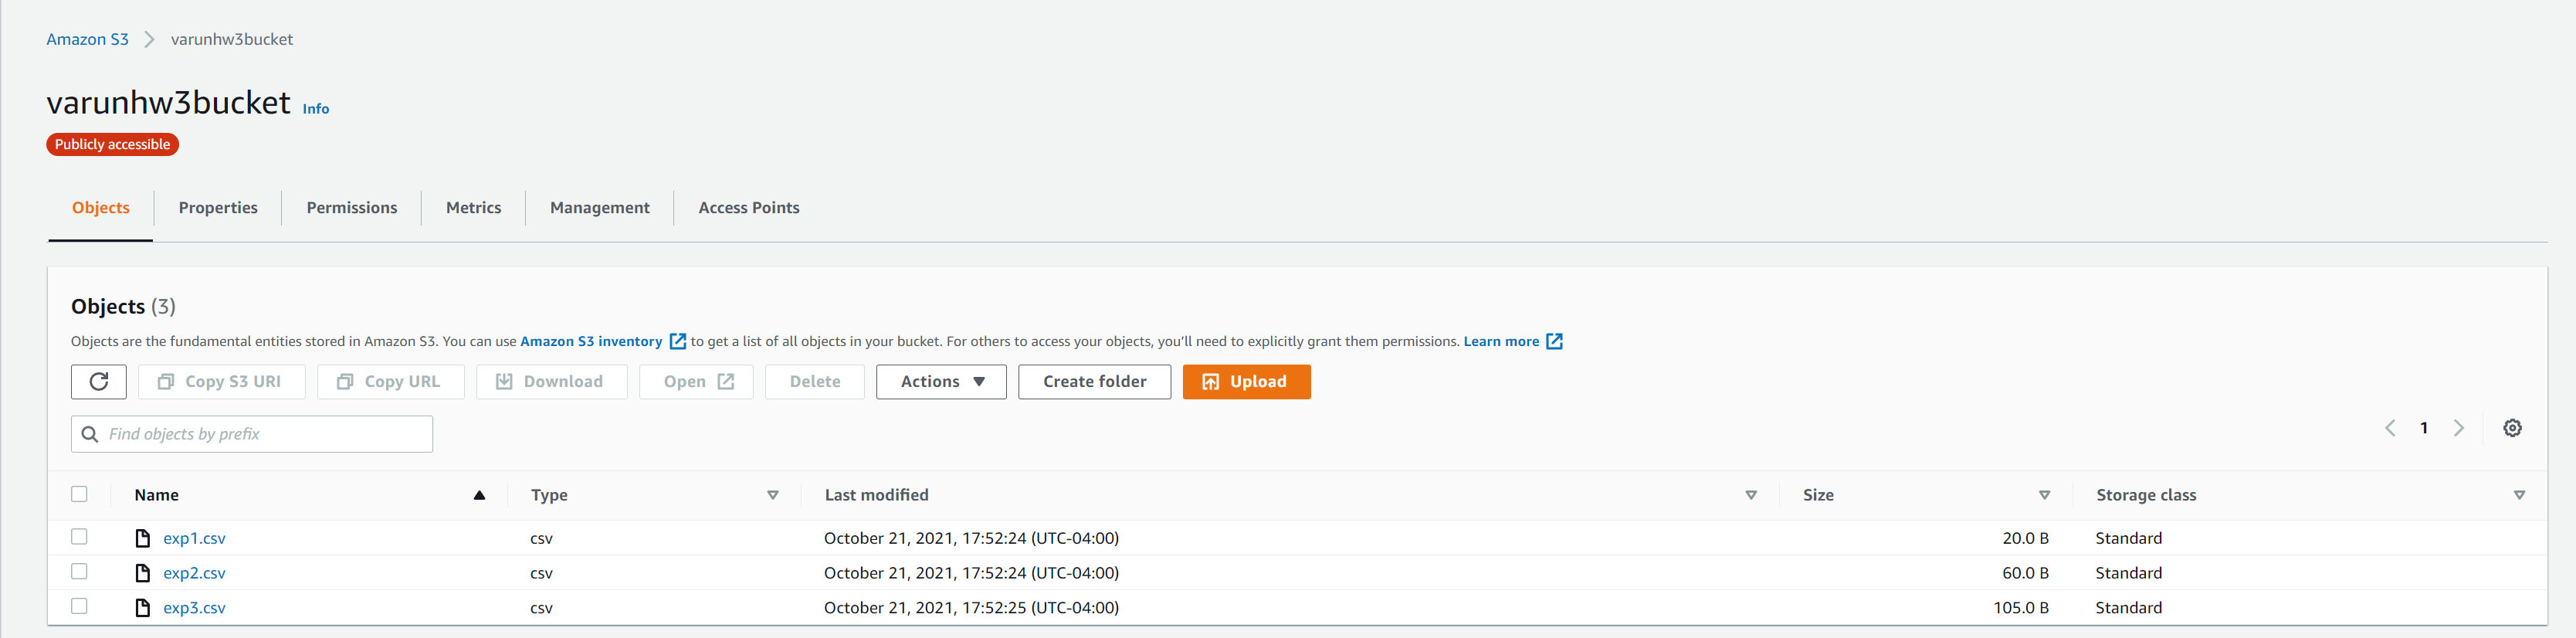 Amazon S3 > varunhw3bucket
varunhw3bucket Info
Publicly accessible
Objects Properties Permissions Metrics Management Access Points
Objects (3)
Objects are the fundamental entities stored in Amazon S3. You can use Amazon S3 inventory to get a list of all objects in your bucket. For others to access your objects, you'll need to explicitly grant them permissions. Learn more
Copy S3 URI Copy URL Download Open Delete Actions Create folder Upload
Find objects by prefix 1
Name Type Last modified Size Storage class
exp1.csv csv October 21, 2021, 17:52:24 (UTC-04:00) 20.0 B Standard
exp2.csv csv October 21, 2021, 17:52:24 (UTC-04:00) 60.0 B Standard
exp3.csv csv October 21, 2021, 17:52:25 (UTC-04:00) 105.0 B Standard